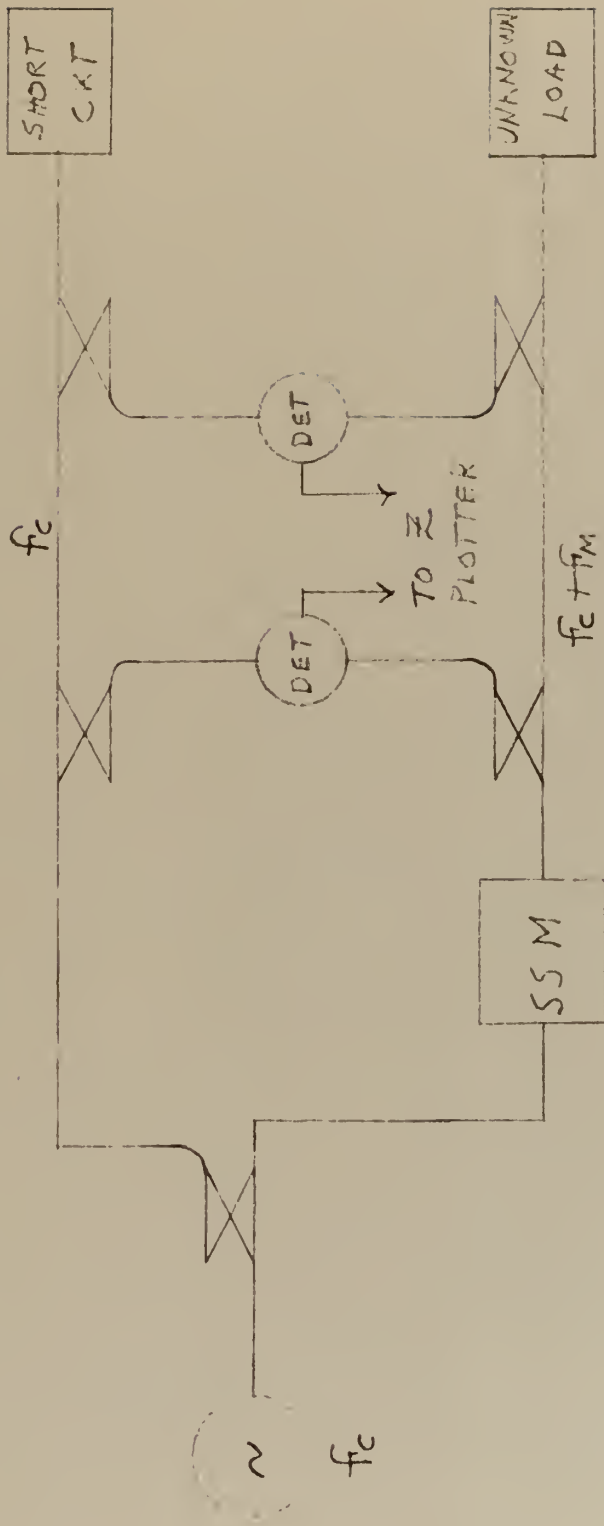 SHORT
CKT
UNKNOWN
LOAD
fc
DET
DET
TO Z
PLOTTER
fc + fM
SSM
~
fc